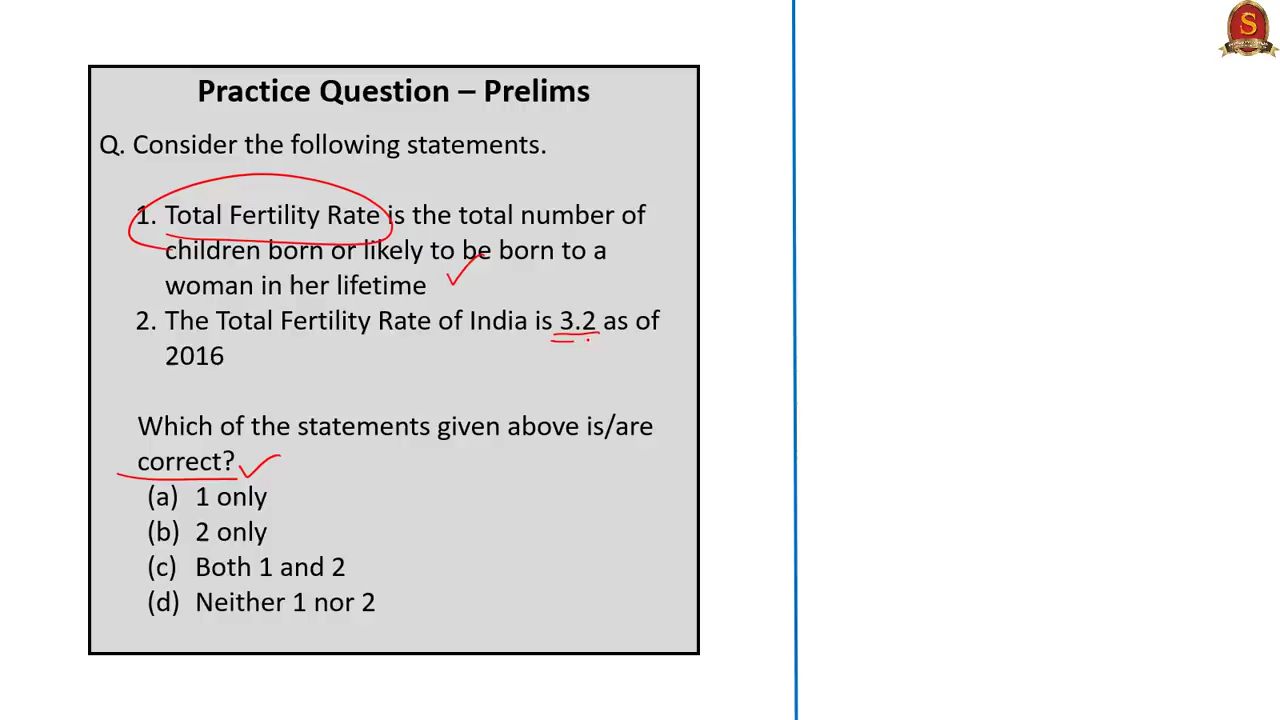 S
Practice Question – Prelims
Q. Consider the following statements.
1. Total Fertility Rate is the total number of
children born or likely to be born to a
woman in her lifetime
2. The Total Fertility Rate of India is 3.2 as of
2016
Which of the statements given above is/are
correct?
(a) 1 only
(b) 2 only
(c) Both 1 and 2
(d) Neither 1 nor 2